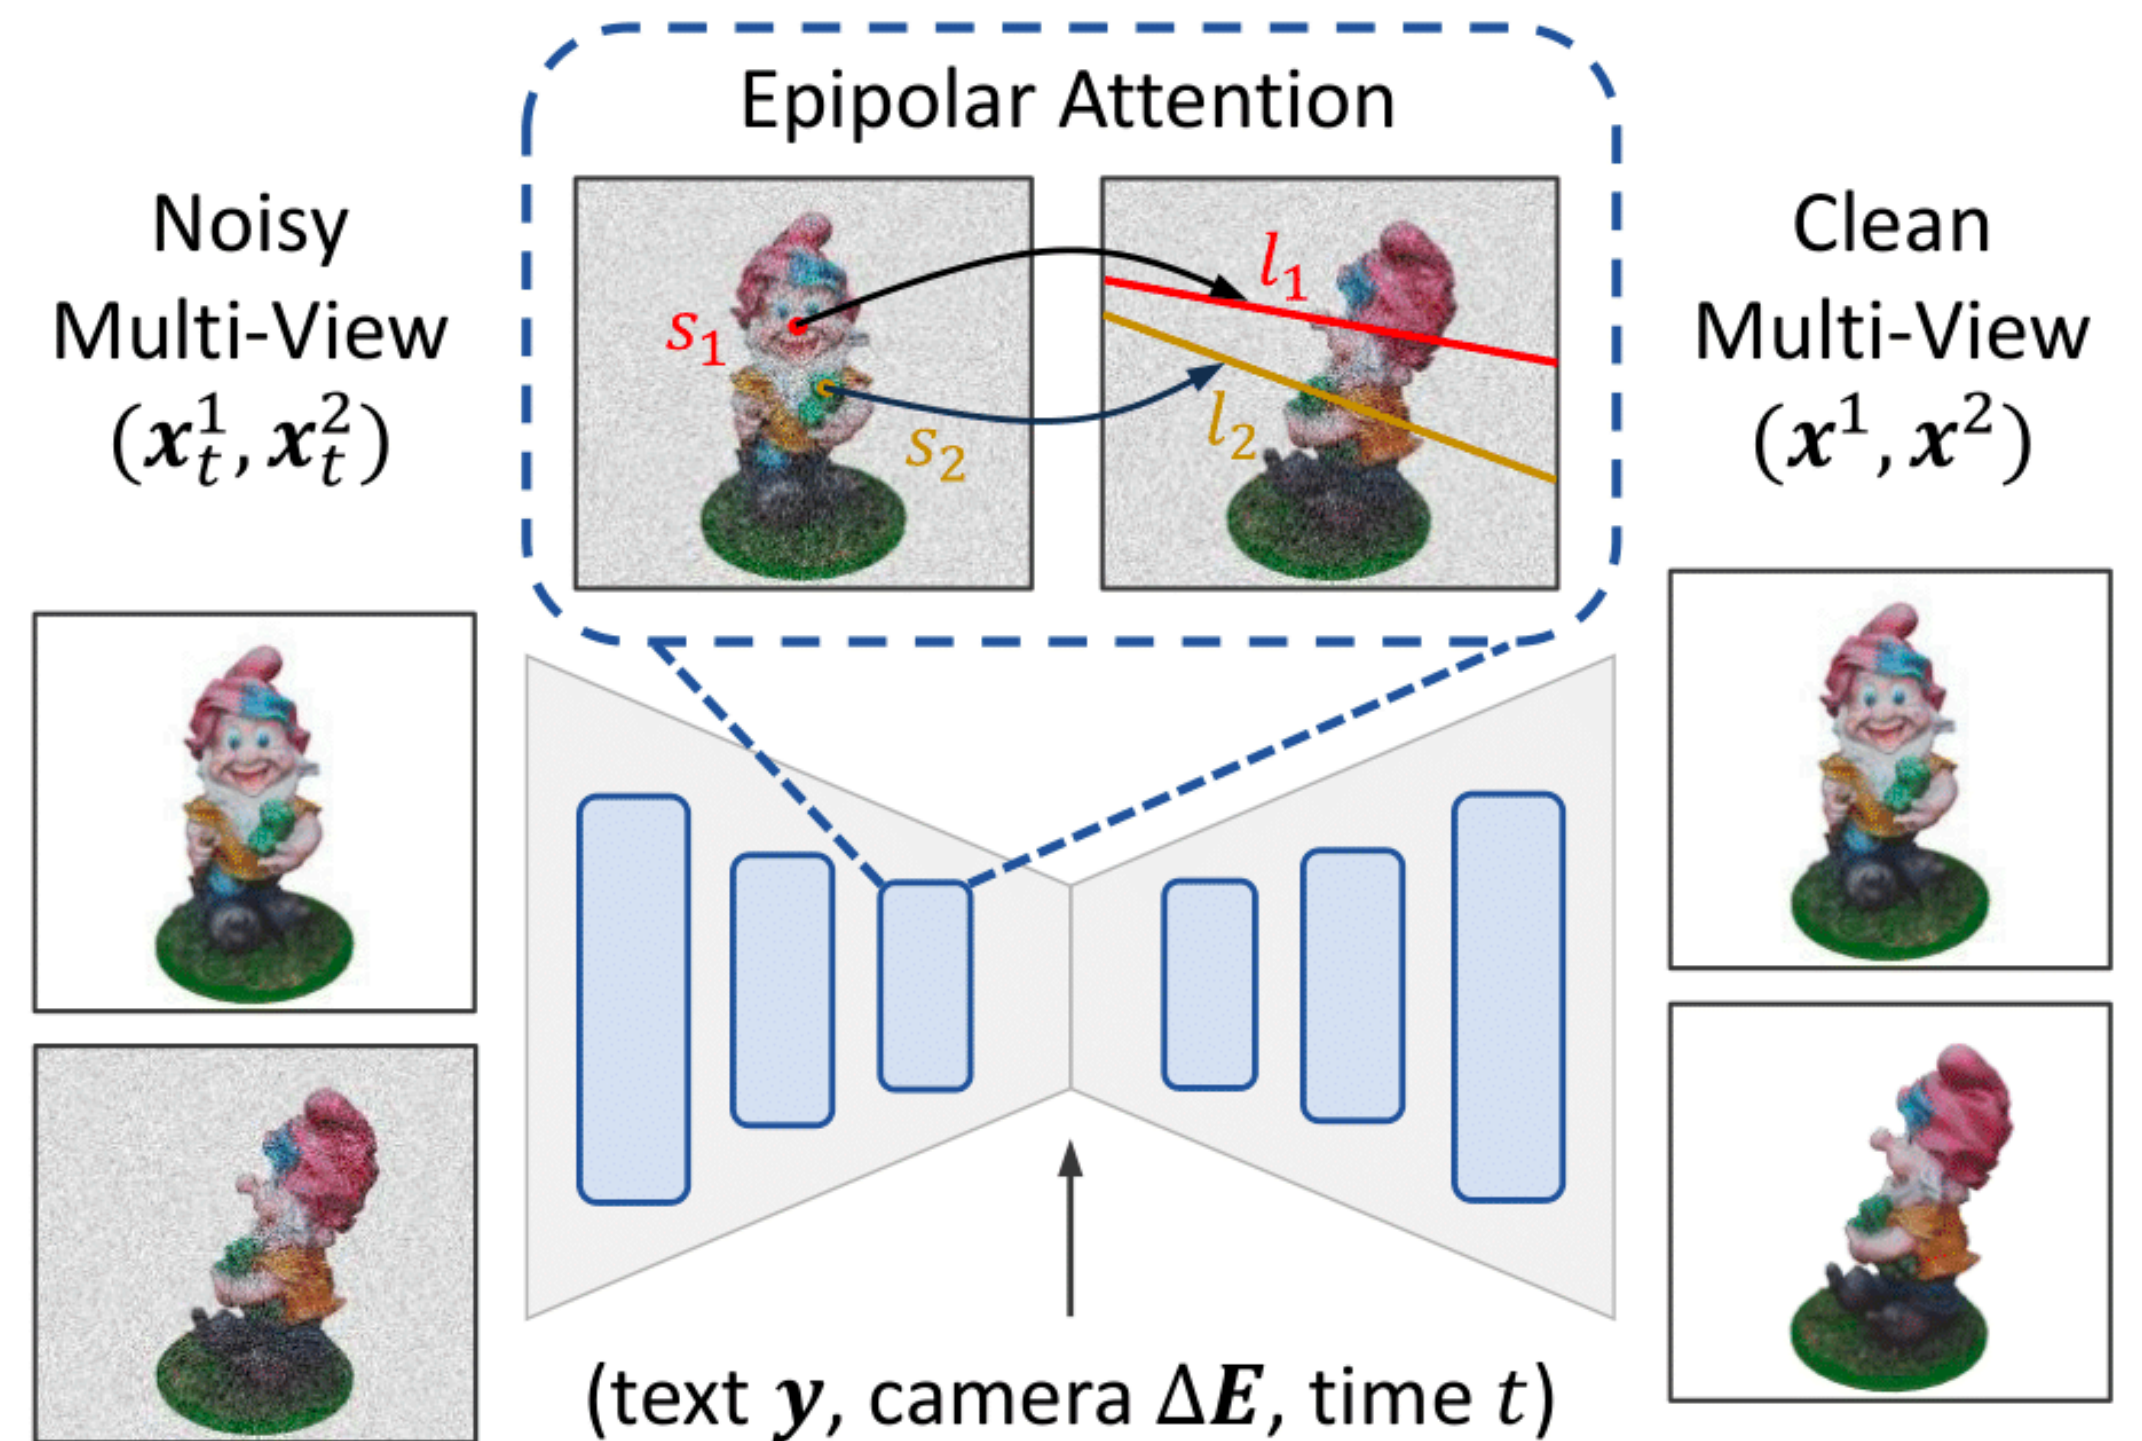 Epipolar Attention
Noisy
Multi-View
(x_t^1, x_t^2)
s_1
s_2
l_1
l_2
Clean
Multi-View
(x^1, x^2)
(text y, camera ΔE, time t)